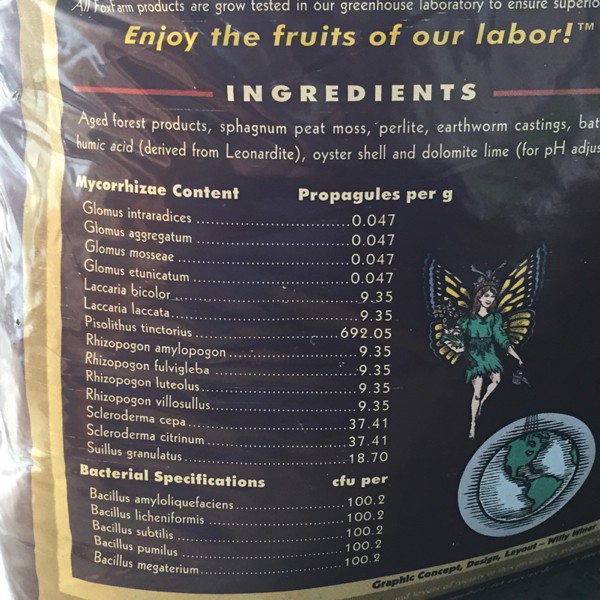 All FoxFarm products are grow tested in our greenhouse laboratory to ensure
Enjoy the fruits of our labor!™
INGREDIENTS
Aged forest products, sphagnum peat moss, perlite, earthworm castings,
humic acid (derived from Leonardite), oyster shell and dolomite lime (for pH
Mycorrhizae Content Propagules per g
Glomus intraradices ........................0.047
Glomus aggregatum ........................0.047
Glomus mosseae ........................0.047
Glomus etunicatum ........................0.047
Laccaria bicolor ........................9.35
Laccaria laccata........................9.35
Pisolithus tinctorius ........................692.05
Rhizopogon amylopogon ........................9.35
Rhizopogon fulvigleba ........................9.35
Rhizopogon luteolus........................9.35
Rhizopogon villosullus........................9.35
Scleroderma cepa ........................37.41
Scleroderma citrinum ........................37.41
Suillus granulatus ........................18.70
Bacterial Specifications cfu per
Bacillus amyloliquefaciens........................100.2
Bacillus licheniformis ........................100.2
Bacillus subtilis ........................100.2
Bacillus pumilus ........................100.2
Bacillus megaterium........................100.2
Graphic Concept, Design, Layout – Willy Niner